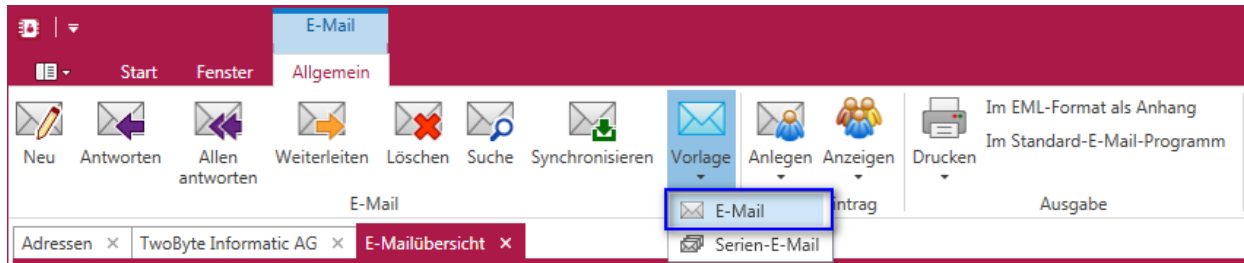 E-Mail
Start Fenster Allgemein
Neu Antworten Allen antworten Weiterleiten Löschen Suche Synchronisieren Vorlage Anlegen Anzeigen Drucken
Im EML-Format als Anhang
Im Standard-E-Mail-Programm
E-Mail intrag Ausgabe
E-Mail
Serien-E-Mail
Adressen × TwoByte Informatic AG × E-Mailübersicht ×